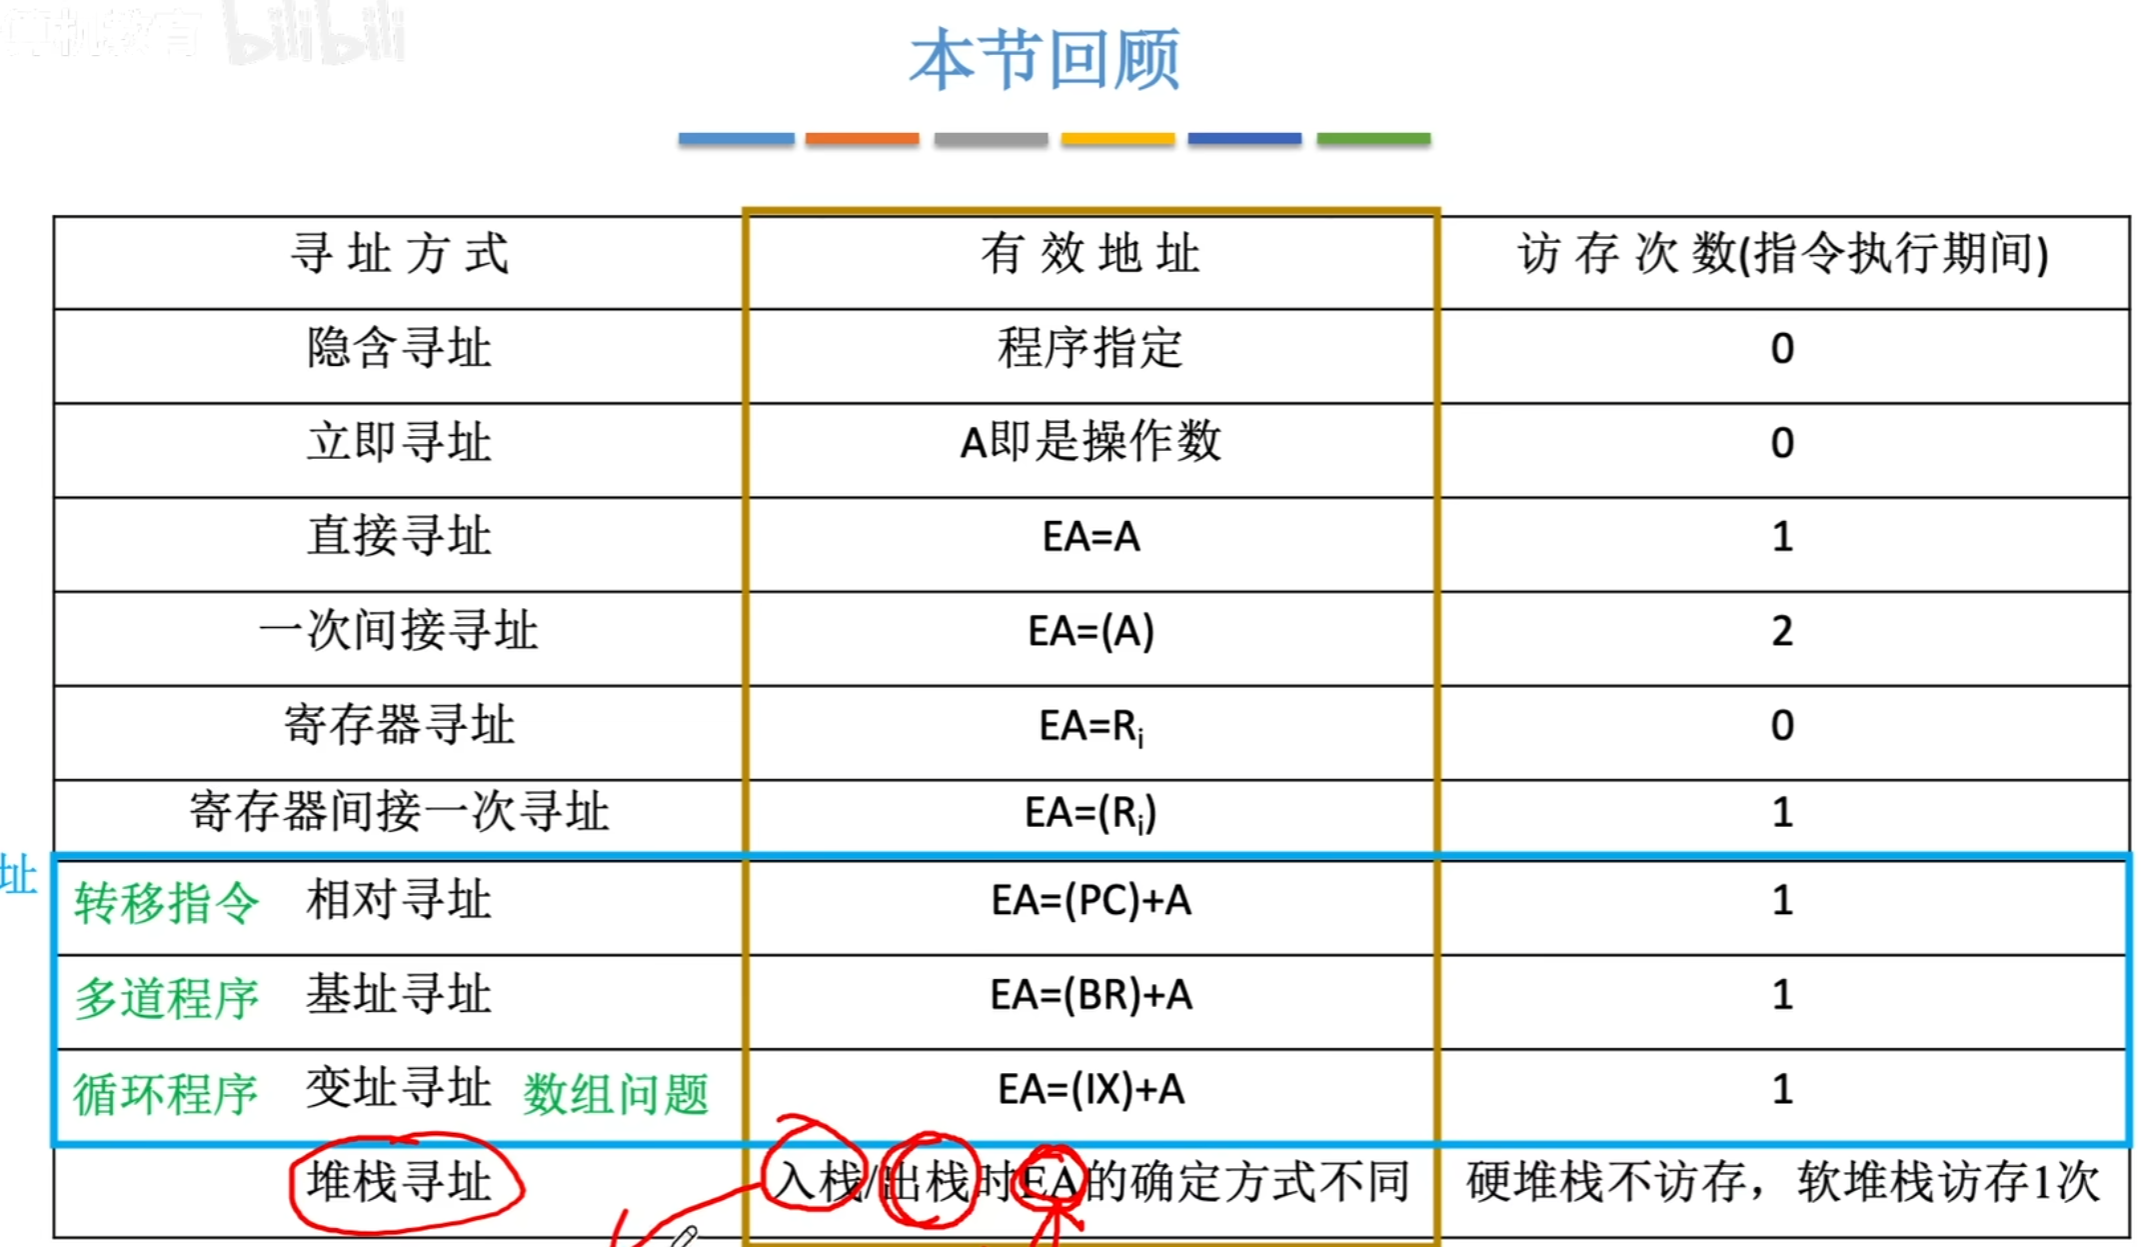 算机教育 bilibili
本节回顾
寻址方式 有效地址 访存次数(指令执行期间)
隐含寻址 程序指定 0
立即寻址 A即是操作数 0
直接寻址 EA=A 1
一次间接寻址 EA=(A) 2
寄存器寻址 EA=Rᵢ 0
寄存器间接一次寻址 EA=(Rᵢ) 1
址
转移指令 相对寻址 EA=(PC)+A 1
多道程序 基址寻址 EA=(BR)+A 1
循环程序 变址寻址 数组问题 EA=(IX)+A 1
堆栈寻址 入栈/出栈时EA的确定方式不同 硬堆栈不访存，软堆栈访存1次